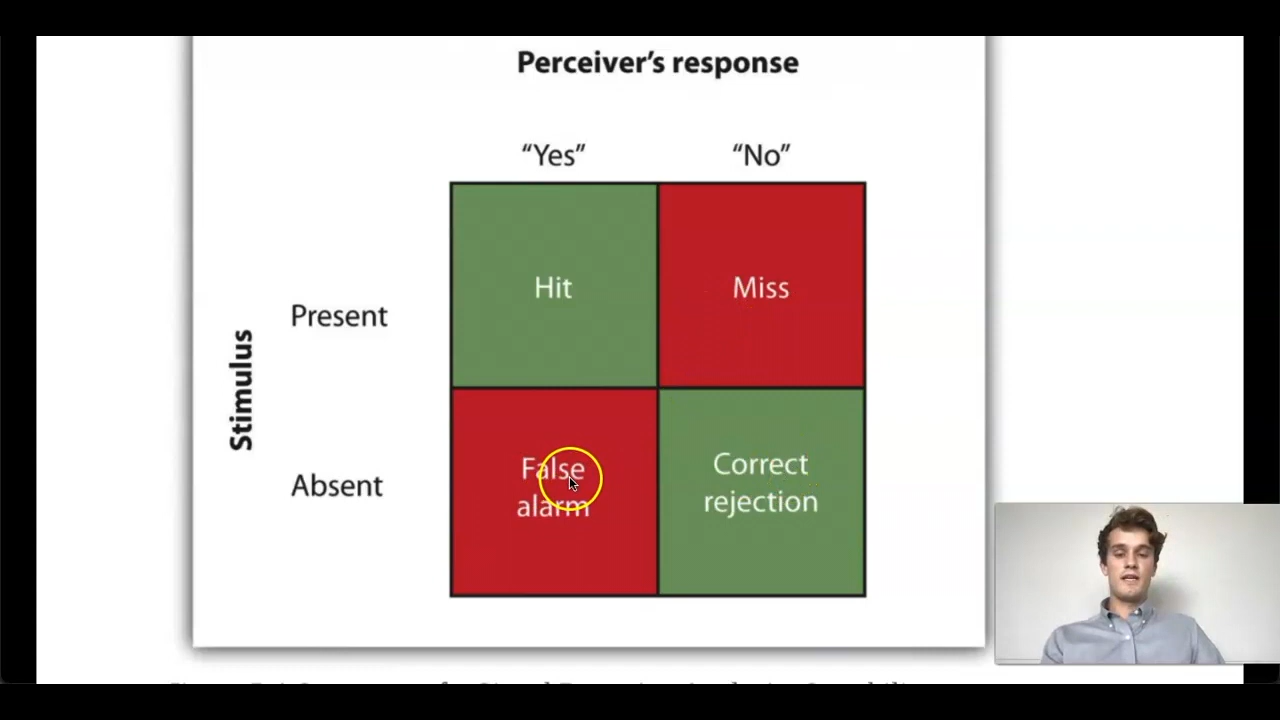 Perceiver’s response
“Yes” “No”
Hit Miss
Present
Stimulus
Absent
False
alarm
Correct
rejection